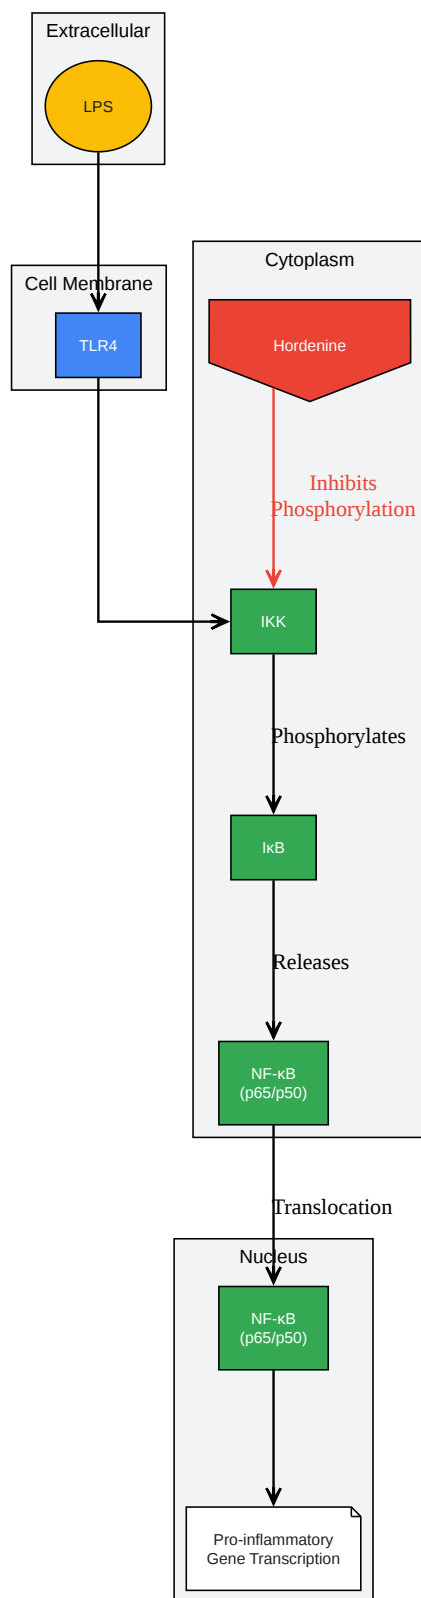 Extracellular
LPS
Cell Membrane
TLR4
Cytoplasm
Hordenine
Inhibits
Phosphorylation
IKK
Phosphorylates
IκB
Releases
NF-κB
(p65/p50)
Translocation
Nucleus
NF-κB
(p65/p50)
Pro-inflammatory
Gene Transcription